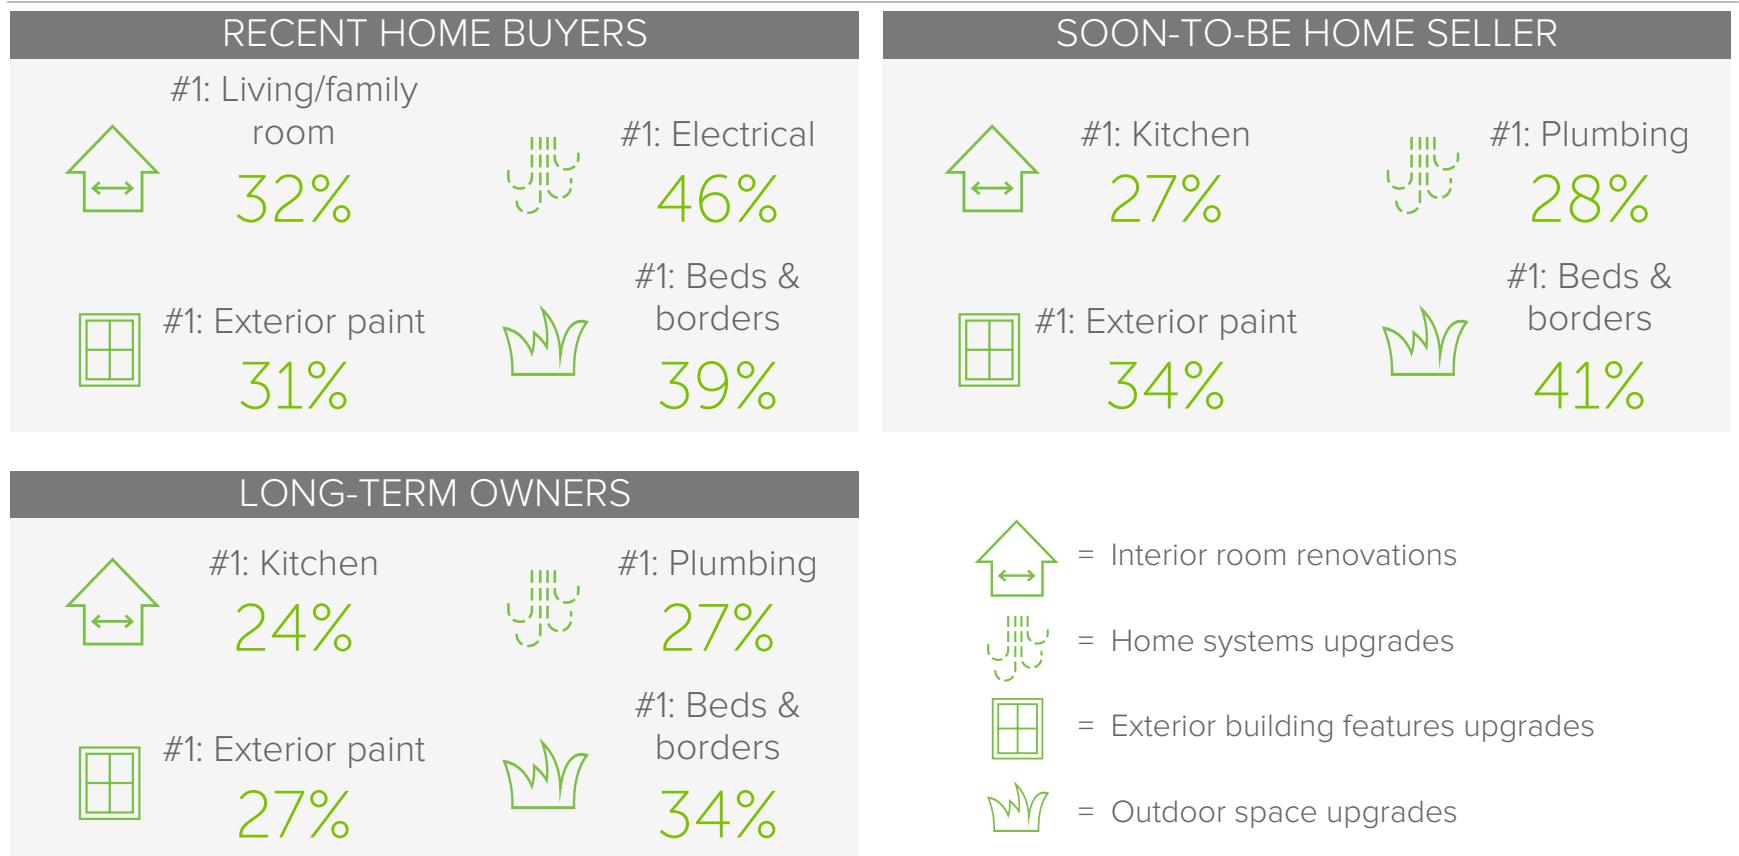 RECENT HOME BUYERS
#1: Living/family
room
32%
#1: Electrical
46%
#1: Exterior paint
31%
#1: Beds &
borders
39%
SOON-TO-BE HOME SELLER
#1: Kitchen
27%
#1: Plumbing
28%
#1: Exterior paint
34%
#1: Beds &
borders
41%
LONG-TERM OWNERS
#1: Kitchen
24%
#1: Plumbing
27%
#1: Exterior paint
27%
#1: Beds &
borders
34%
= Interior room renovations
= Home systems upgrades
= Exterior building features upgrades
= Outdoor space upgrades